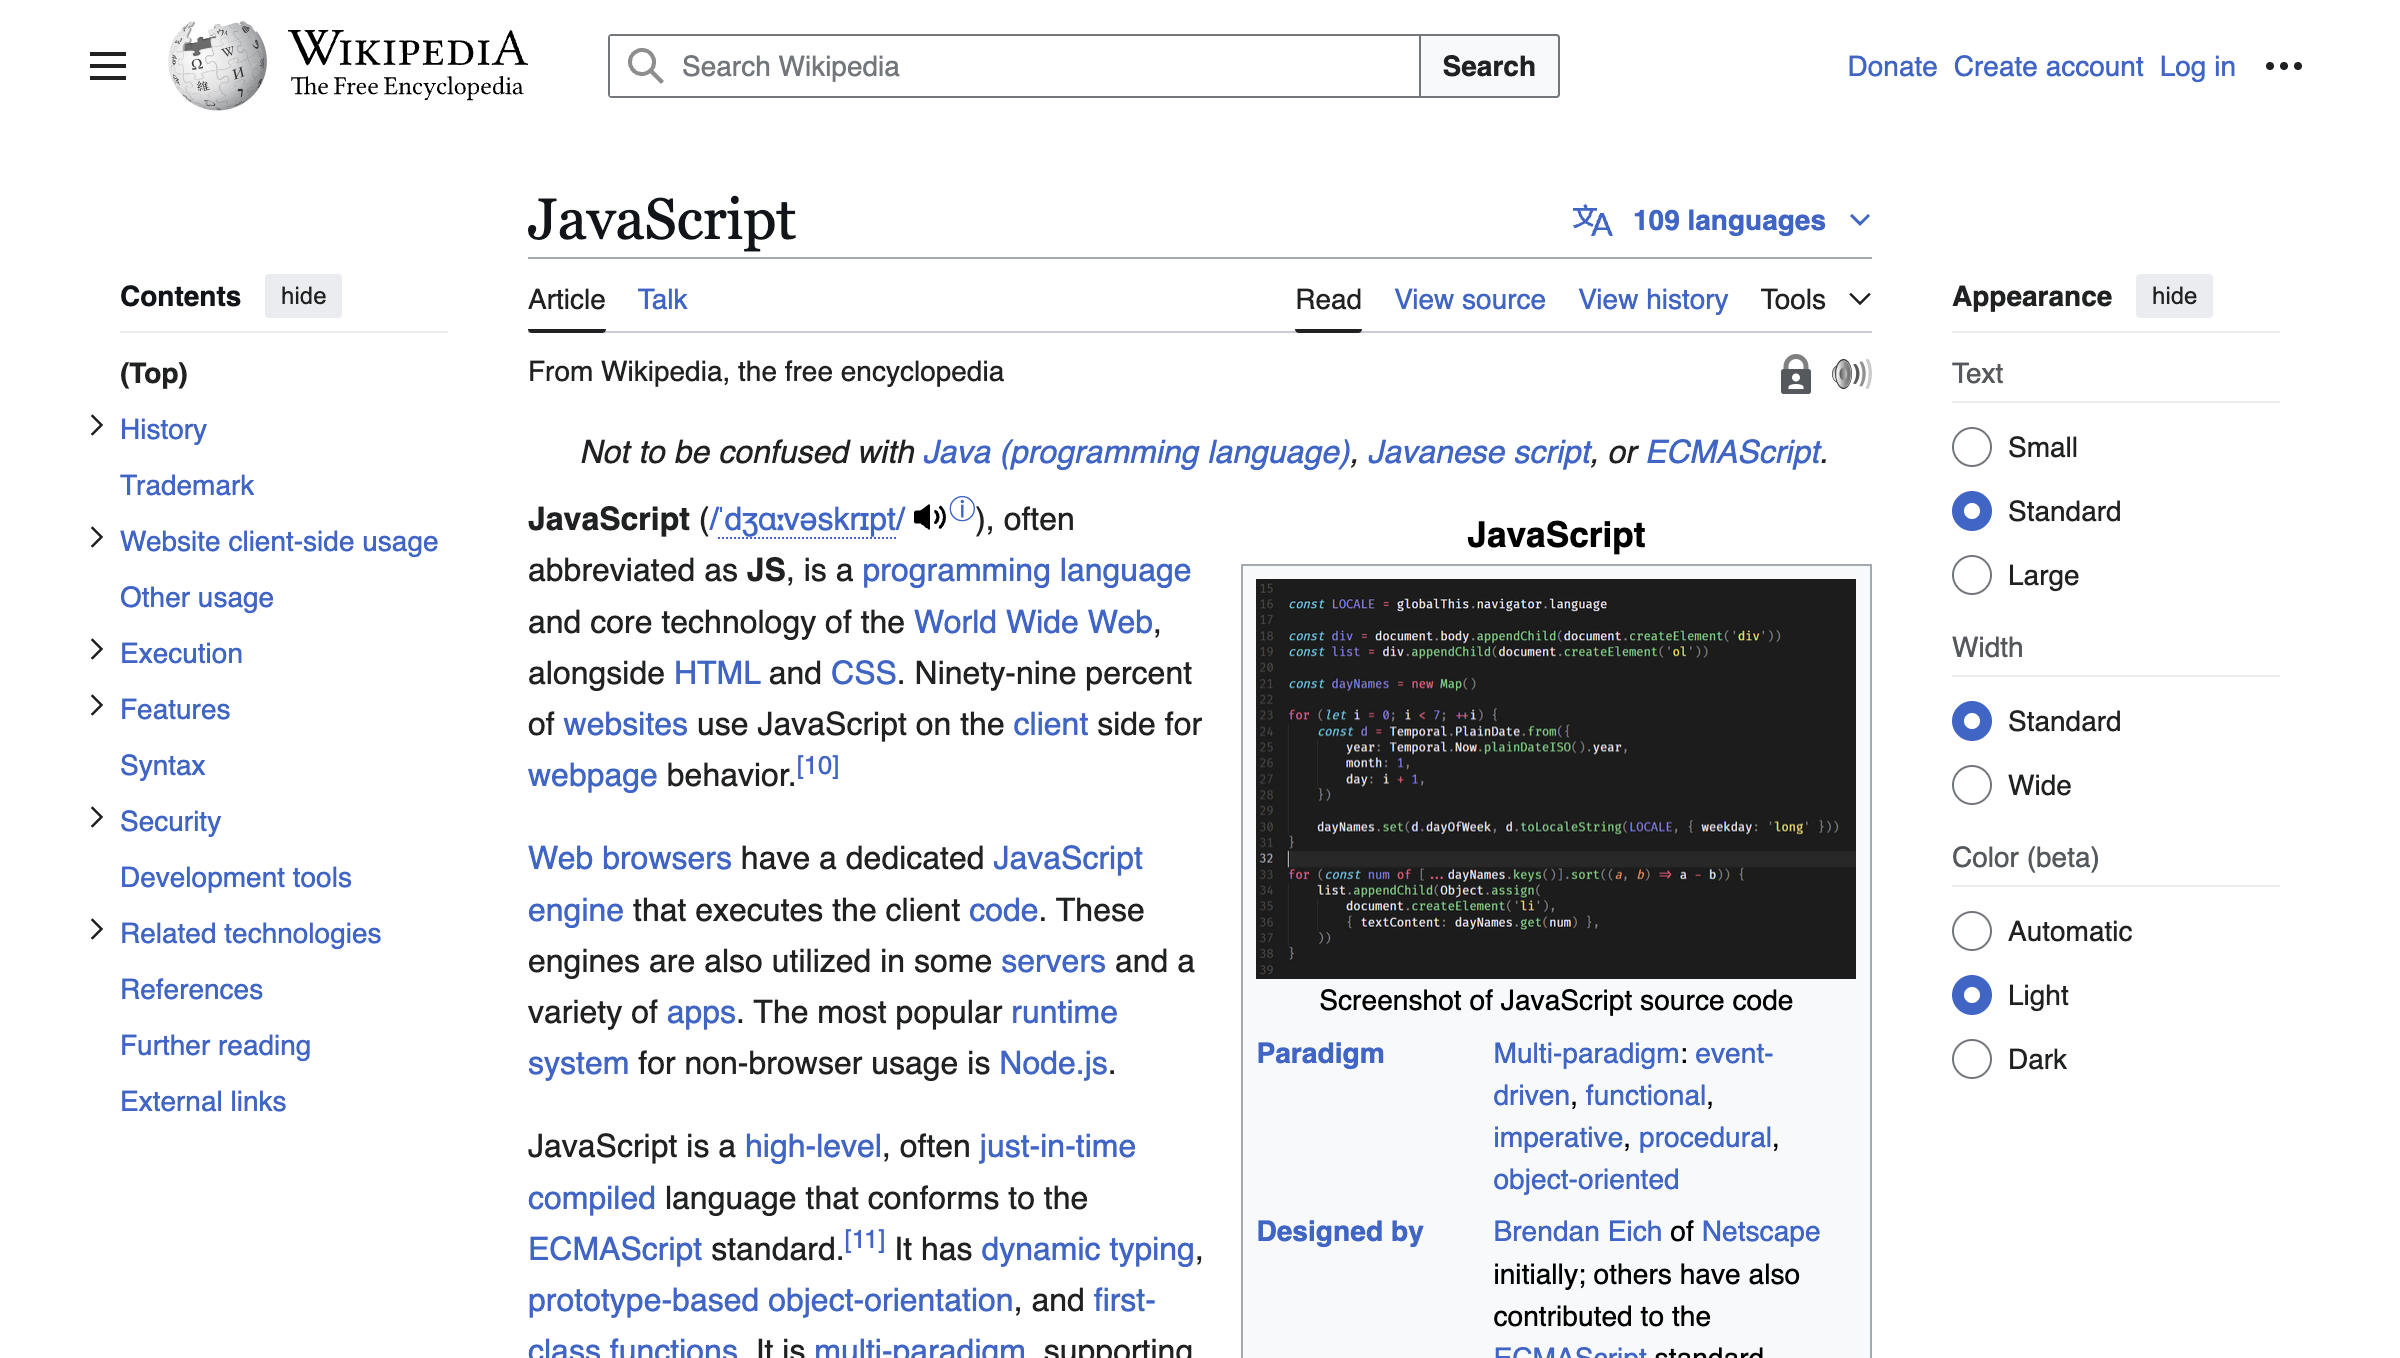 WIKIPEDIA
The Free Encyclopedia
Search Wikipedia
Search
Donate Create account Log in
JavaScript
109 languages
Contents hide
(Top)
History
Trademark
Website client-side usage
Other usage
Execution
Features
Syntax
Security
Development tools
Related technologies
References
Further reading
External links
Article Talk
Read View source View history Tools
From Wikipedia, the free encyclopedia
Not to be confused with Java (programming language), Javanese script, or ECMAScript.
JavaScript (/ˈdʒɑːvəskrɪpt/ ⓘ), often
abbreviated as JS, is a programming language
and core technology of the World Wide Web,
alongside HTML and CSS. Ninety-nine percent
of websites use JavaScript on the client side for
webpage behavior.[10]
Web browsers have a dedicated JavaScript
engine that executes the client code. These
engines are also utilized in some servers and a
variety of apps. The most popular runtime
system for non-browser usage is Node.js.
JavaScript is a high-level, often just-in-time
compiled language that conforms to the
ECMAScript standard.[11] It has dynamic typing,
prototype-based object-orientation, and first-
class functions. It is multi-paradigm, supporting
JavaScript
15
16 const LOCALE = globalThis.navigator.language
17
18 const div = document.body.appendChild(document.createElement('div'))
19 const list = div.appendChild(document.createElement('ol'))
20
21 const dayNames = new Map()
22
23 for (let i = 0; i < 7; ++i) {
24 const d = Temporal.PlainDate.from({
25 year: Temporal.Now.plainDateISO().year,
26 month: 1,
27 day: i + 1,
28 })
29
30 dayNames.set(d.dayOfWeek, d.toLocaleString(LOCALE, { weekday: 'long' }))
31 }
32
33 for (const num of [...dayNames.keys()].sort((a, b) => a - b)) {
34 list.appendChild(Object.assign(
35 document.createElement('li'),
36 { textContent: dayNames.get(num) },
37 ))
38 }
39
Screenshot of JavaScript source code
Paradigm Multi-paradigm: event-
driven, functional,
imperative, procedural,
object-oriented
Designed by Brendan Eich of Netscape
initially; others have also
contributed to the
ECMAScript standard
Appearance hide
Text
Small
Standard
Large
Width
Standard
Wide
Color (beta)
Automatic
Light
Dark